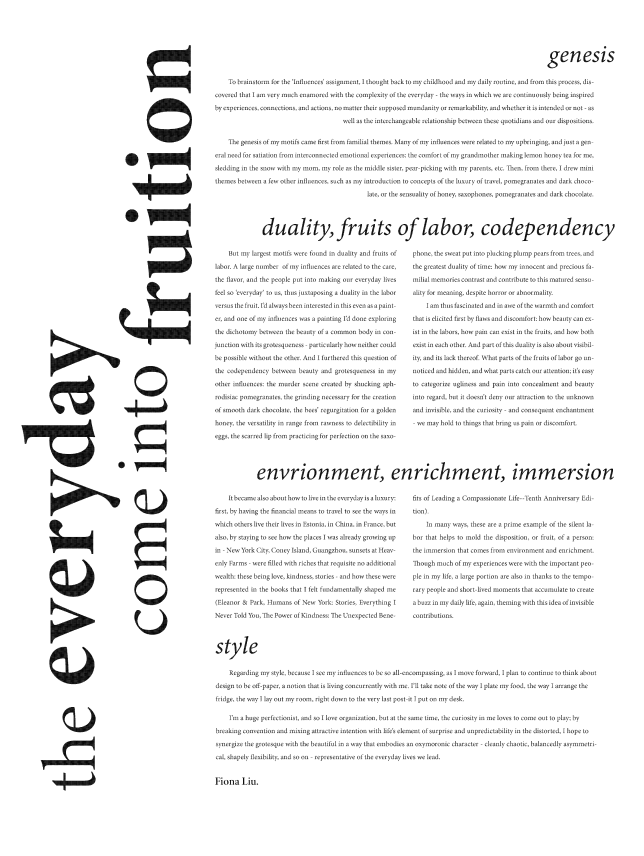 the everyday
come into fruition
genesis
To brainstorm for the 'Influences' assignment, I thought back to my childhood and my daily routine, and from this process, dis-
covered that I am very much enamored with the complexity of the everyday - the ways in which we are continuously being inspired
by experiences, connections, and actions, no matter their supposed mundanity or remarkability, and whether it is intended or not - as
well as the interchangeable relationship between these quotidians and our dispositions.
The genesis of my motifs came first from familial themes. Many of my influences were related to my upbringing, and just a gen-
eral need for satiation from interconnected emotional experiences: the comfort of my grandmother making lemon honey tea for me,
sledding in the snow with my mom, my role as the middle sister, pear-picking with my parents, etc. Then, from there, I drew mini
themes between a few other influences, such as my introduction to concepts of the luxury of travel, pomegranates and dark choco-
late, or the sensuality of honey, saxophones, pomegranates and dark chocolate.
duality, fruits of labor, codependency
But my largest motifs were found in duality and fruits of
labor. A large number of my influences are related to the care,
the flavor, and the people put into making our everyday lives
feel so 'everyday' to us, thus juxtaposing a duality in the labor
versus the fruit. I'd always been interested in this even as a paint-
er, and one of my influences was a painting I'd done exploring
the dichotomy between the beauty of a common body in con-
junction with its grotesqueness - particularly how neither could
be possible without the other. And I furthered this question of
the codependency between beauty and grotesqueness in my
other influences: the murder scene created by shucking aph-
rodisiac pomegranates, the grinding necessary for the creation
of smooth dark chocolate, the bees' regurgitation for a golden
honey, the versatility in range from rawness to delectibility in
eggs, the scarred lip from practicing for perfection on the saxo-
phone, the sweat put into plucking plump pears from trees, and
the greatest duality of time: how my innocent and precious fa-
milial memories contrast and contribute to this matured sensu-
ality for meaning, despite horror or abnormality.
I am thus fascinated and in awe of the warmth and comfort
that is elicited first by flaws and discomfort: how beauty can ex-
ist in the labors, how pain can exist in the fruits, and how both
exist in each other. And part of this duality is also about visibil-
ity, and its lack thereof. What parts of the fruits of labor go un-
noticed and hidden, and what parts catch our attention; it's easy
to categorize ugliness and pain into concealment and beauty
into regard, but it doesn't deny our attraction to the unknown
and invisible, and the curiosity - and consequent enchantment
- we may hold to things that bring us pain or discomfort.
envrionment, enrichment, immersion
It became also about how to live in the everyday is a luxury:
first, by having the financial means to travel to see the ways in
which others live their lives in Estonia, in China, in France, but
also, by staying to see how the places I was already growing up
in - New York City, Coney Island, Guangzhou, sunsets at Heav-
enly Farms - were filled with riches that requisite no additional
wealth: these being love, kindness, stories - and how these were
represented in the books that I felt fundamentally shaped me
(Eleanor & Park, Humans of New York: Stories, Everything I
Never Told You, The Power of Kindness: The Unexpected Bene-
fits of Leading a Compassionate Life--Tenth Anniversary Edi-
tion).
In many ways, these are a prime example of the silent la-
bor that helps to mold the disposition, or fruit, of a person:
the immersion that comes from environment and enrichment.
Though much of my experiences were with the important peo-
ple in my life, a large portion are also in thanks to the tempo-
rary people and short-lived moments that accumulate to create
a buzz in my daily life, again, theming with this idea of invisible
contributions.
style
Regarding my style, because I see my influences to be so all-encompassing, as I move forward, I plan to continue to think about
design to be off-paper, a notion that is living concurrently with me. I'll take note of the way I plate my food, the way I arrange the
fridge, the way I lay out my room, right down to the very last post-it I put on my desk.
I'm a huge perfectionist, and so I love organization, but at the same time, the curiosity in me loves to come out to play; by
breaking convention and mixing attractive intention with life's element of surprise and unpredictability in the distorted, I hope to
synergize the grotesque with the beautiful in a way that embodies an oxymoronic character - cleanly chaotic, balancedly asymmetri-
cal, shapely flexibility, and so on - representative of the everyday lives we lead.
Fiona Liu.